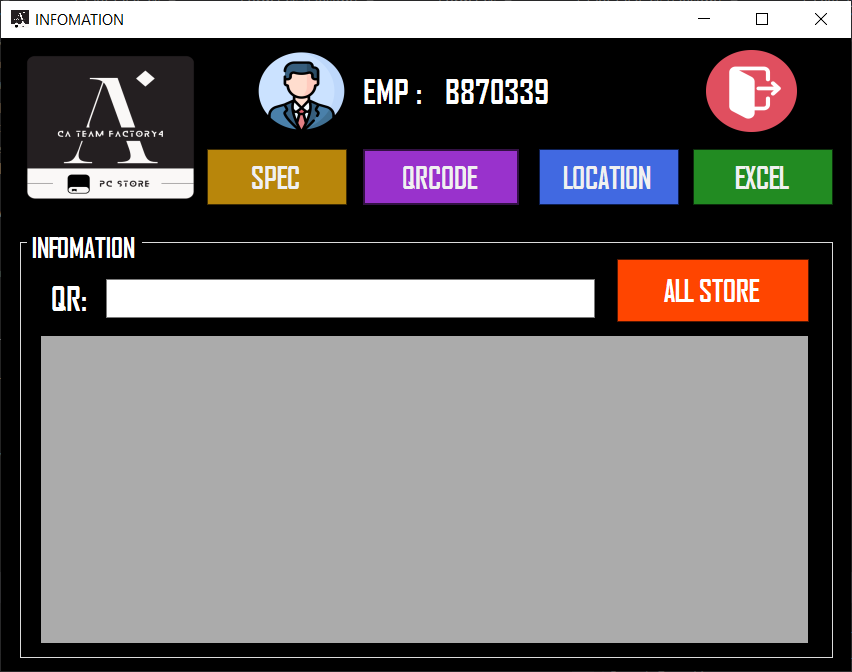 INFOMATION
EMP : B870339
CA TEAM FACTORY4
PC STORE
SPEC
QRCODE
LOCATION
EXCEL
INFOMATION
QR:
ALL STORE